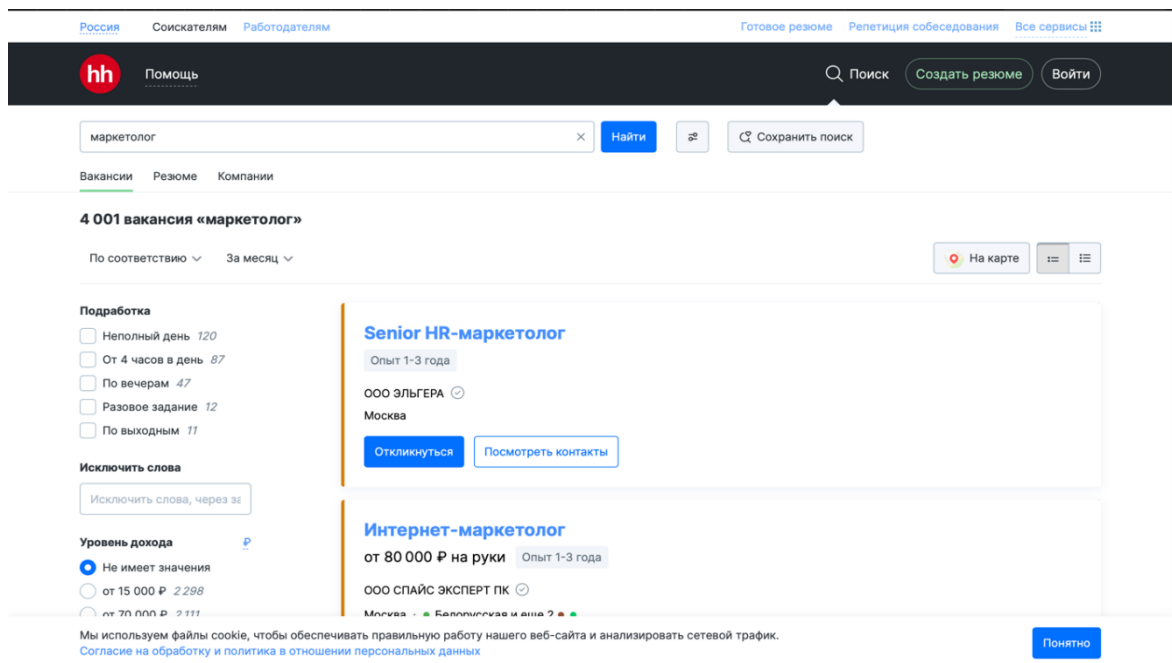 Россия Соискателям Работодателям Готовое резюме Репетиция собеседования Все сервисы
hh Помощь Поиск Создать резюме Войти
маркетолог Найти Сохранить поиск
Вакансии Резюме Компании
4 001 вакансия «маркетолог»
По соответствию За месяц На карте
Подработка
Неполный день 120
От 4 часов в день 87
По вечерам 47
Разовое задание 12
По выходным 11
Исключить слова
Исключить слова, через за
Уровень дохода ₽
Не имеет значения
от 15 000 ₽ 2 298
от 70 000 ₽ 2 111
Senior HR-маркетолог
Опыт 1-3 года
ООО ЭЛЬГЕРА
Москва
Откликнуться Посмотреть контакты
Интернет-маркетолог
от 80 000 ₽ на руки Опыт 1-3 года
ООО СПАЙС ЭКСПЕРТ ПК
Москва · Белорусская и еще 2
Мы используем файлы cookie, чтобы обеспечивать правильную работу нашего веб-сайта и анализировать сетевой трафик.
Согласие на обработку и политика в отношении персональных данных
Понятно